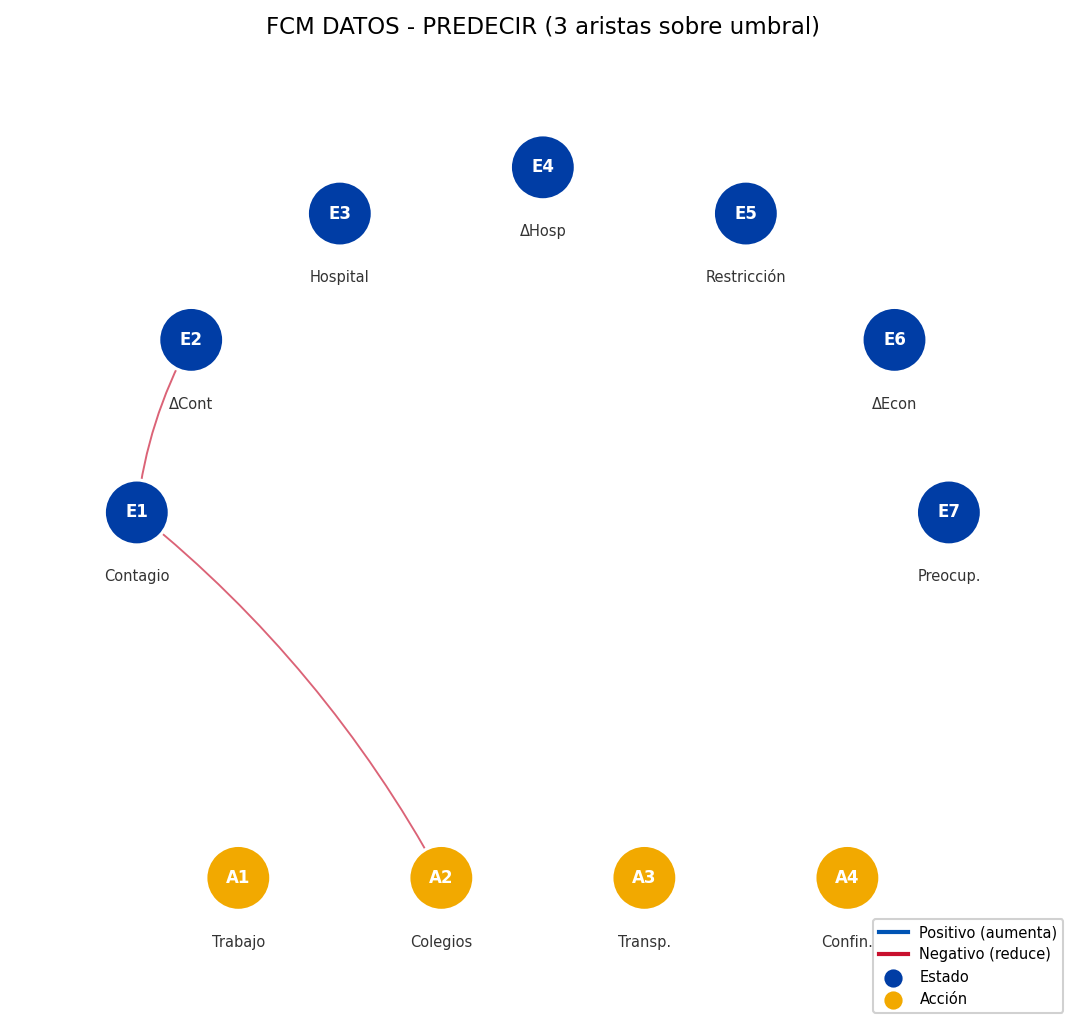 FCM DATOS - PREDECIR (3 aristas sobre umbral)
E4
ΔHosp
E3
Hospital
E5
Restricción
E2
ΔCont
E6
ΔEcon
E1
Contagio
E7
Preocup.
A1
Trabajo
A2
Colegios
A3
Transp.
A4
Confin.
Positivo (aumenta)
Negativo (reduce)
Estado
Acción